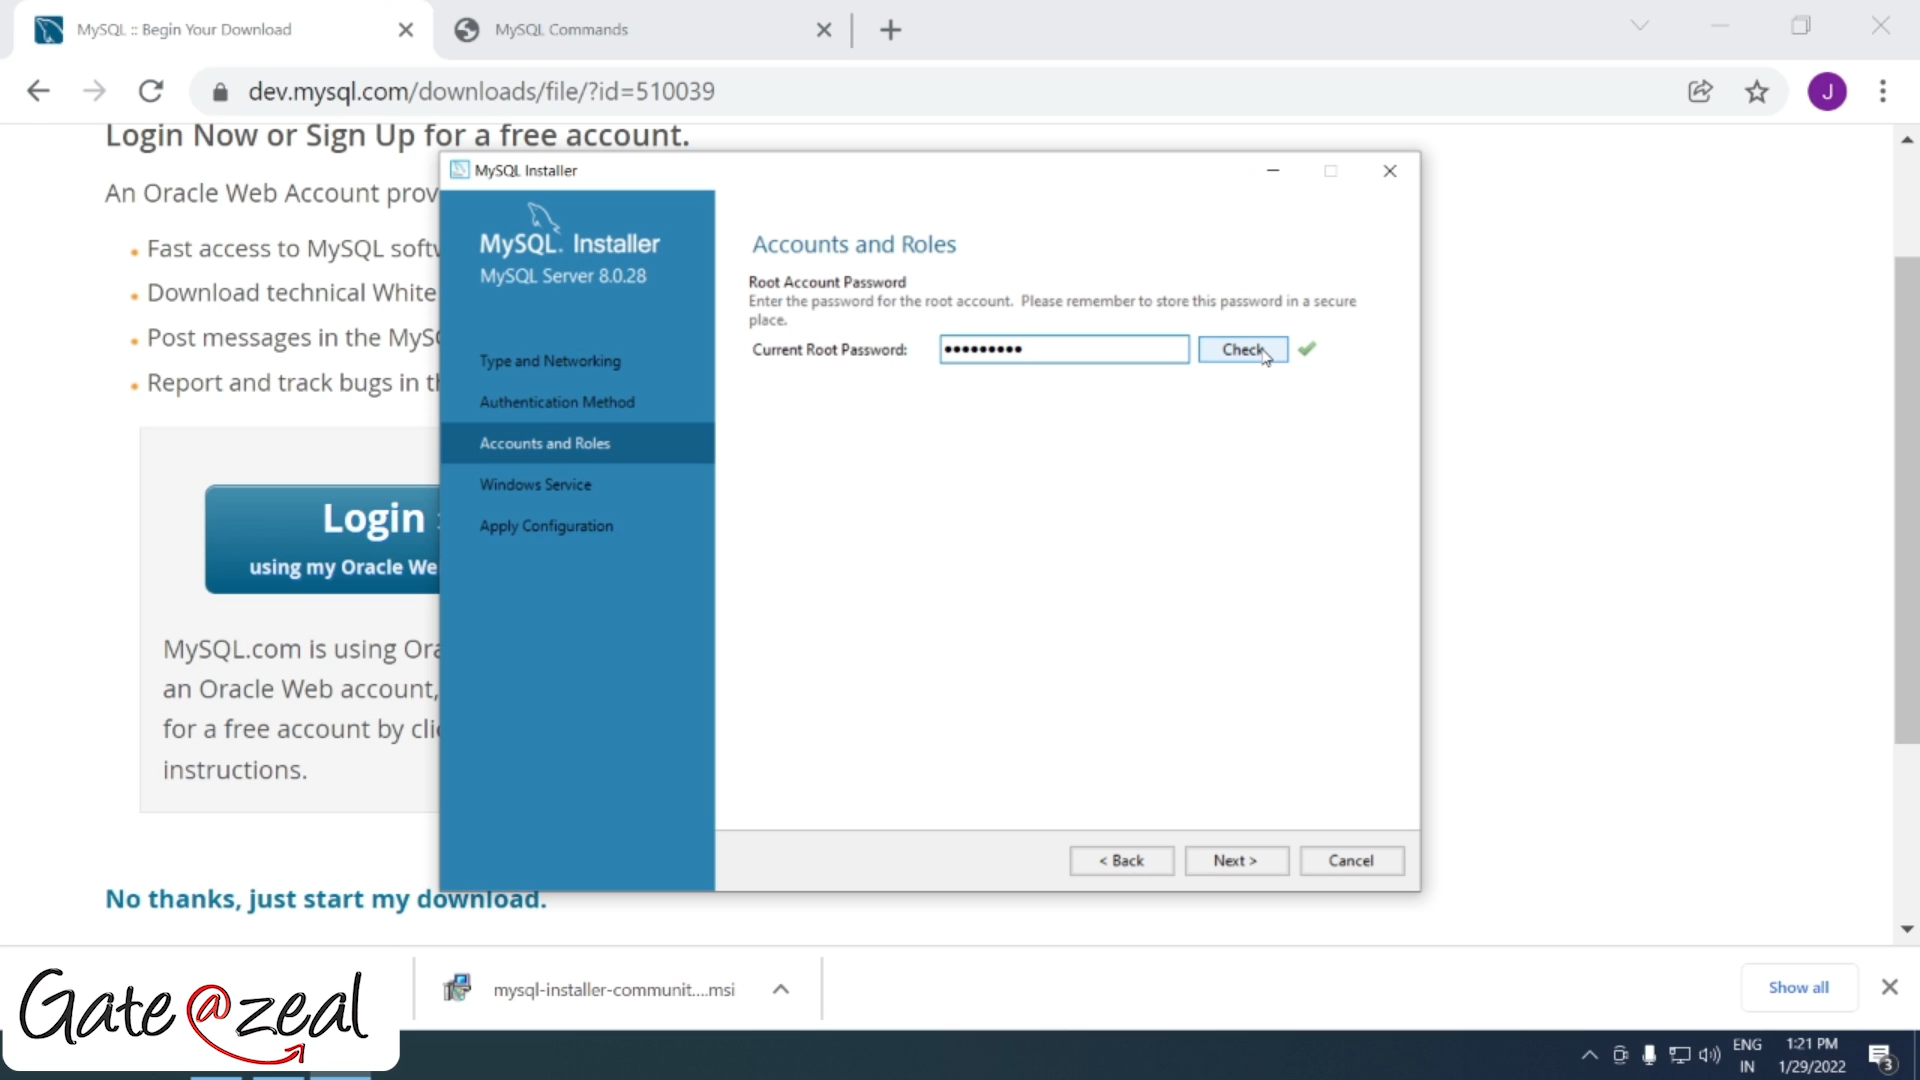 MySQL :: Begin Your Download
MySQL Commands
dev.mysql.com/downloads/file/?id=510039
J
Login Now or Sign Up for a free account.
An Oracle Web Account prov
Fast access to MySQL softw
Download technical White
Post messages in the MySQ
Report and track bugs in th
Login
using my Oracle We
MySQL.com is using Ora
an Oracle Web account,
for a free account by clic
instructions.
No thanks, just start my download.
MySQL Installer
MySQL. Installer
MySQL Server 8.0.28
Type and Networking
Authentication Method
Accounts and Roles
Windows Service
Apply Configuration
Accounts and Roles
Root Account Password
Enter the password for the root account. Please remember to store this password in a secure
place.
Current Root Password: ●●●●●●●●● Check
< Back Next > Cancel
Gate@zeal
mysql-installer-communit....msi
Show all
ENG
IN
1:21 PM
1/29/2022
3